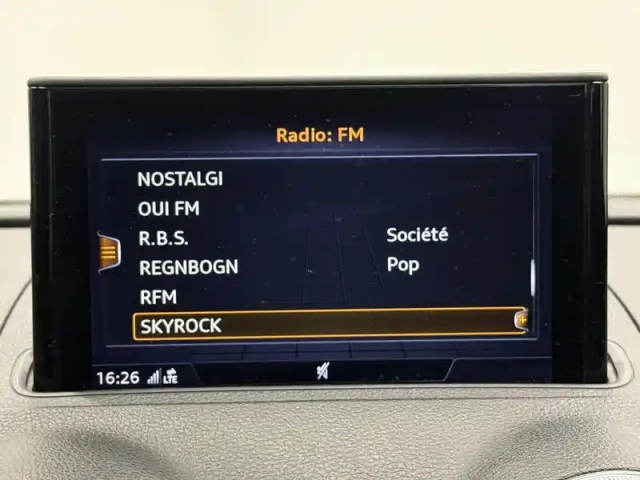 Radio: FM
NOSTALGI
OUI FM
R.B.S. Société
REGNBOGN Pop
RFM
SKYROCK
16:26 LTE